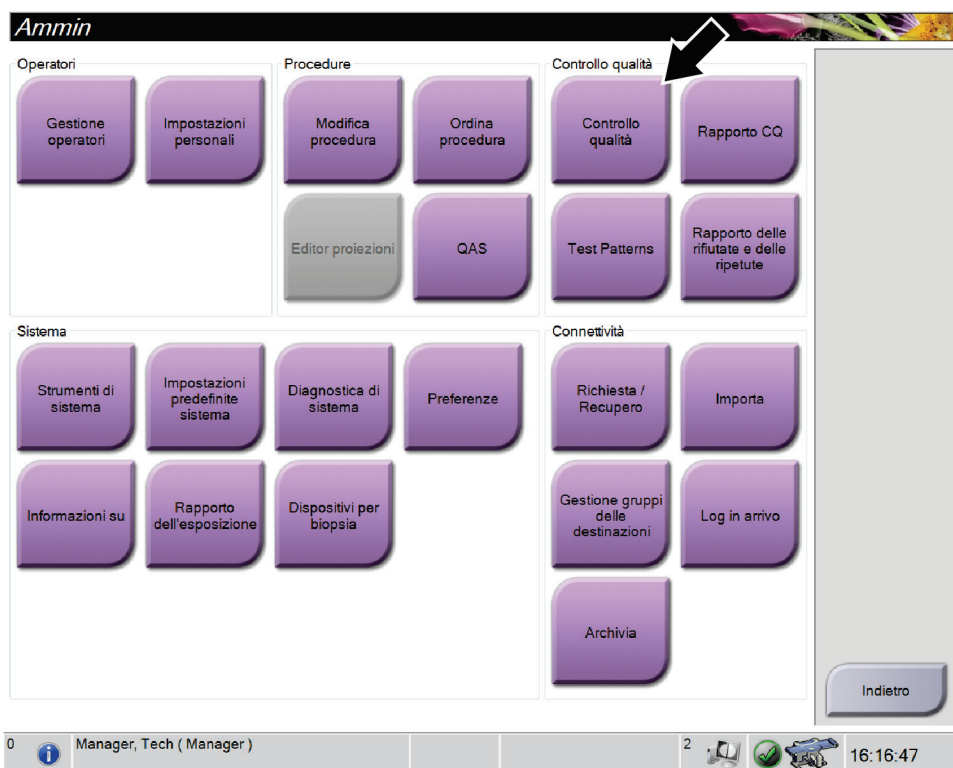 Ammin
Operatori
Gestione
operatori
Impostazioni
personali
Procedure
Modifica
procedura
Ordina
procedura
Editor proiezioni
QAS
Controllo qualità
Controllo
qualità
Rapporto CQ
Test Patterns
Rapporto delle
rifiutate e delle
ripetute
Sistema
Strumenti di
sistema
Impostazioni
predefinite
sistema
Diagnostica di
sistema
Preferenze
Informazioni su
Rapporto
dell'esposizione
Dispositivi per
biopsia
Connettività
Richiesta /
Recupero
Importa
Gestione gruppi
delle
destinazioni
Log in arrivo
Archivia
Indietro
0
Manager, Tech ( Manager )
2
16:16:47